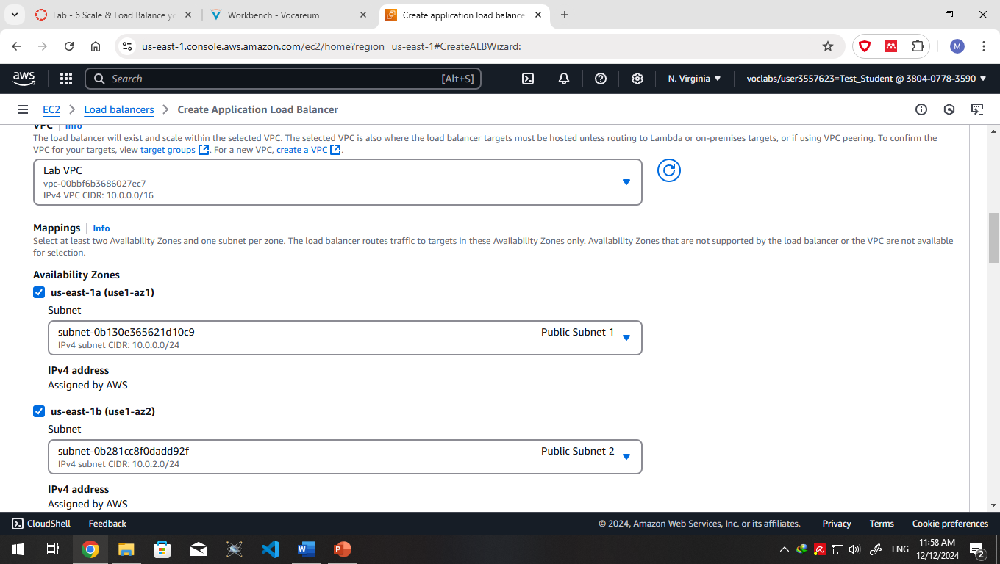 Lab - 6 Scale & Load Balance yo
Workbench - Vocareum
Create application load balance
us-east-1.console.aws.amazon.com/ec2/home?region=us-east-1#CreateALBWizard:
M
aws
Search
[Alt+S]
N. Virginia
voclabs/user3557623=Test_Student @ 3804-0778-3590
EC2
Load balancers
Create Application Load Balancer
VPC
Info
The load balancer will exist and scale within the selected VPC. The selected VPC is also where the load balancer targets must be hosted unless routing to Lambda or on-premises targets, or if using VPC peering. To confirm the
VPC for your targets, view target groups. For a new VPC, create a VPC.
Lab VPC
vpc-00bbf6b3686027ec7
IPv4 VPC CIDR: 10.0.0.0/16
Mappings
Info
Select at least two Availability Zones and one subnet per zone. The load balancer routes traffic to targets in these Availability Zones only. Availability Zones that are not supported by the load balancer or the VPC are not available
for selection.
Availability Zones
us-east-1a (use1-az1)
Subnet
subnet-0b130e365621d10c9
Public Subnet 1
IPv4 subnet CIDR: 10.0.0.0/24
IPv4 address
Assigned by AWS
us-east-1b (use1-az2)
Subnet
subnet-0b281cc8f0dadd92f
Public Subnet 2
IPv4 subnet CIDR: 10.0.2.0/24
IPv4 address
Assigned by AWS
CloudShell
Feedback
© 2024, Amazon Web Services, Inc. or its affiliates.
Privacy
Terms
Cookie preferences
ENG
11:58 AM
12/12/2024
2